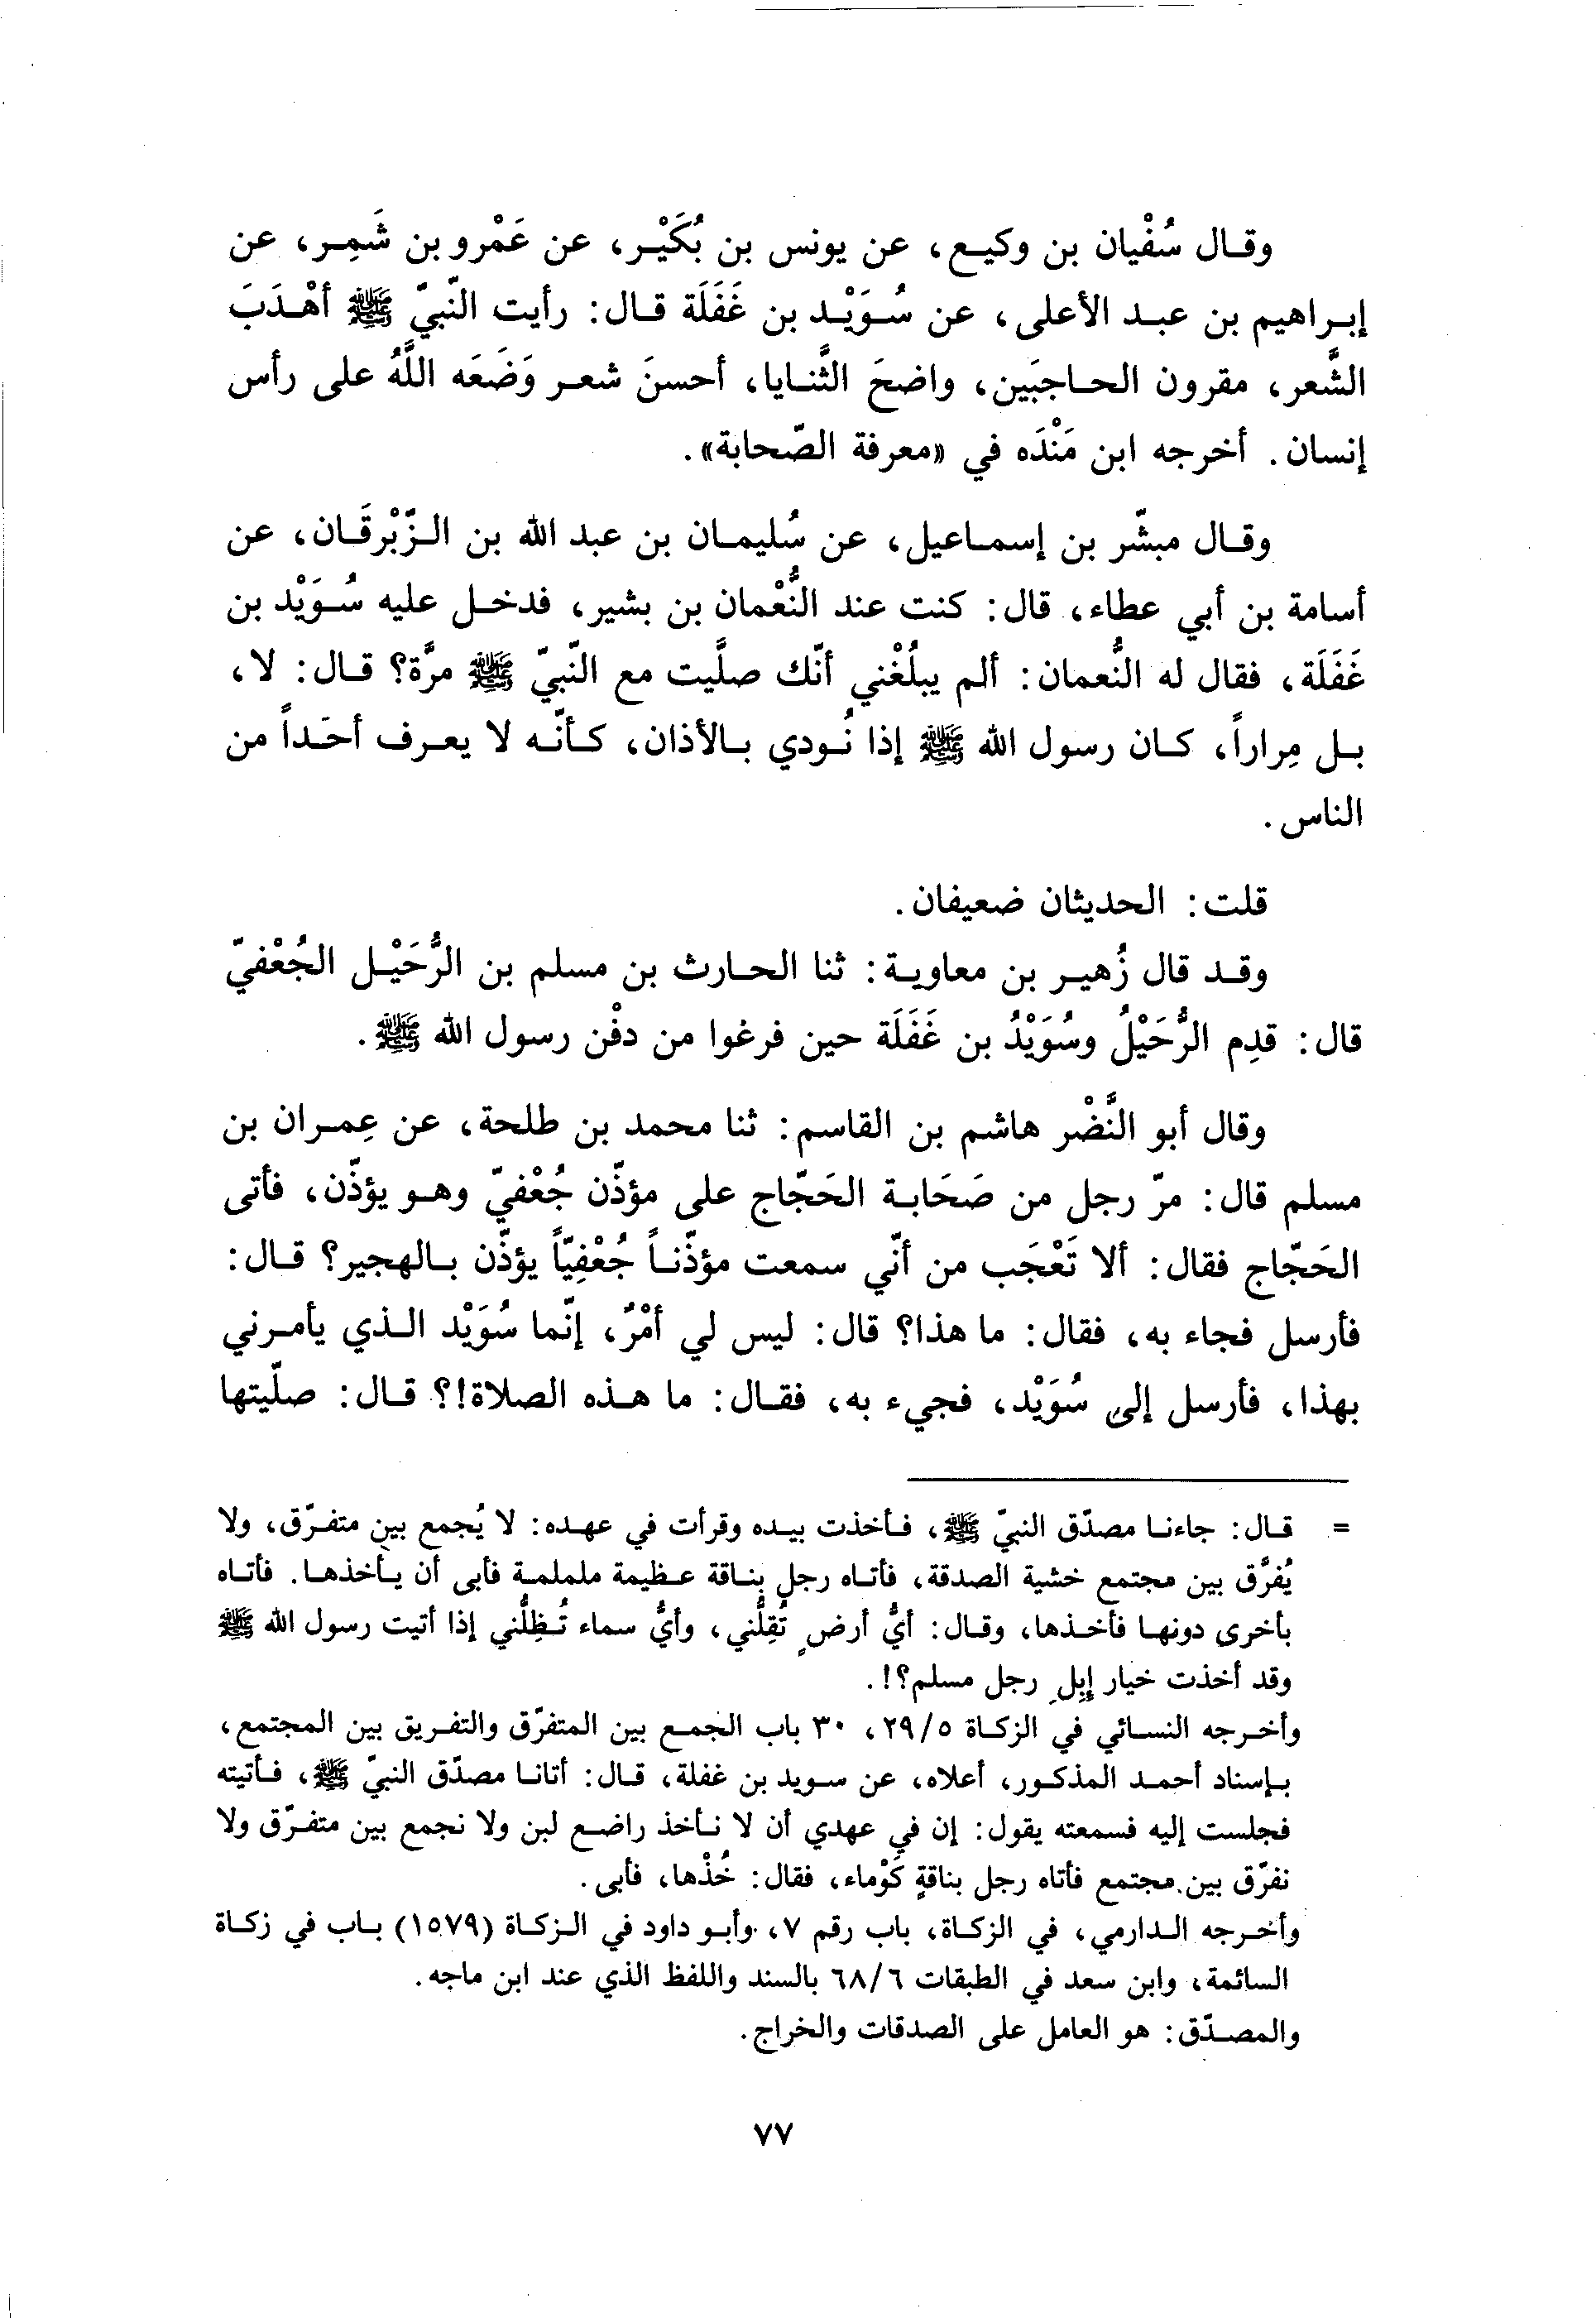 وقال سُفْيان بن وكيع، عن يونس بن بُكَيْر، عن عَمْرو بن شَمِر، عن
إبراهيم بن عبد الأعلى، عن سُوَيْد بن غَفَلَة قال: رأيت النّبيّ ﷺ أهْدَبَ
الشَّعر، مقرون الحاجبَين، واضحَ الثَّنايا، أحسنَ شعر وَضَعَه اللَّهُ على رأس
إنسان. أخرجه ابن مَنْدَه في «معرفة الصّحابة».
وقال مبشّر بن إسماعيل، عن سُليمان بن عبد الله بن الزّبْرقَان، عن
أسامة بن أبي عطاء، قال: كنت عند النُّعْمان بن بشير، فدخل عليه سُوَيْد بن
غَفَلَة، فقال له النُّعمان: ألم يبلُغْني أنّك صلَّيت مع النّبيّ ﷺ مرَّة؟ قال: لا،
بل مِراراً، كان رسول الله ﷺ إذا نُودي بالأذان، كأنّه لا يعرف أحَداً من
الناس.
قلت: الحديثان ضعيفان.
وقد قال زُهير بن معاوية: ثنا الحارث بن مسلم بن الرُّحَيْل الجُعْفيّ
قال: قدِم الرُّحَيْلُ وسُوَيْدُ بن غَفَلَة حين فرغوا من دفْن رسول الله ﷺ.
وقال أبو النَّضْر هاشم بن القاسم: ثنا محمد بن طلحة، عن عِمران بن
مسلم قال: مرّ رجل من صَحَابة الحَجّاج على مؤذّن جُعْفيّ وهو يؤذّن، فأتى
الحَجّاج فقال: ألا تَعْجَب من أنّي سمعت مؤذّناً جُعْفِيّاً يؤذّن بالهجير؟ قال:
فأرسل فجاء به، فقال: ما هذا؟ قال: ليس لي أمْرٌ، إنّما سُوَيْد الذي يأمرني
بهذا، فأرسل إلى سُوَيْد، فجيء به، فقال: ما هذه الصلاة!؟ قال: صلّيتها
= قال: جاءنا مصدّق النبيّ ﷺ، فأخذت بيده وقرأت في عهده: لا يُجمع بين متفرّق، ولا
يُفرَّق بين مجتمع خشية الصدقة، فأتاه رجل بناقة عظيمة ململمة فأبى أن يأخذها. فأتاه
بأخرى دونها فأخذها، وقال: أيُّ أرضٍ تُقِلُّني، وأيُّ سماء تُظِلُّني إذا أتيت رسول الله ﷺ
وقد أخذت خيار إبِلِ رجل مسلم؟!.
وأخرجه النسائي في الزكاة ٢٩/٥، ٣٠ باب الجمع بين المتفرّق والتفريق بين المجتمع،
بإسناد أحمد المذكور، أعلاه، عن سويد بن غفلة، قال: أتانا مصدّق النبيّ ﷺ، فأتيته
فجلست إليه فسمعته يقول: إن في عهدي أن لا نأخذ راضع لبن ولا نجمع بين متفرّق ولا
نفرّق بين مجتمع فأتاه رجل بناقةٍ كَوْماء، فقال: خُذْها، فأبى.
وأخرجه الدارمي، في الزكاة، باب رقم ٧، وأبو داود في الزكاة (١٥٧٩) باب في زكاة
السائمة، وابن سعد في الطبقات ٦٨/٦ بالسند واللفظ الذي عند ابن ماجه.
والمصدّق: هو العامل على الصدقات والخراج.
٧٧